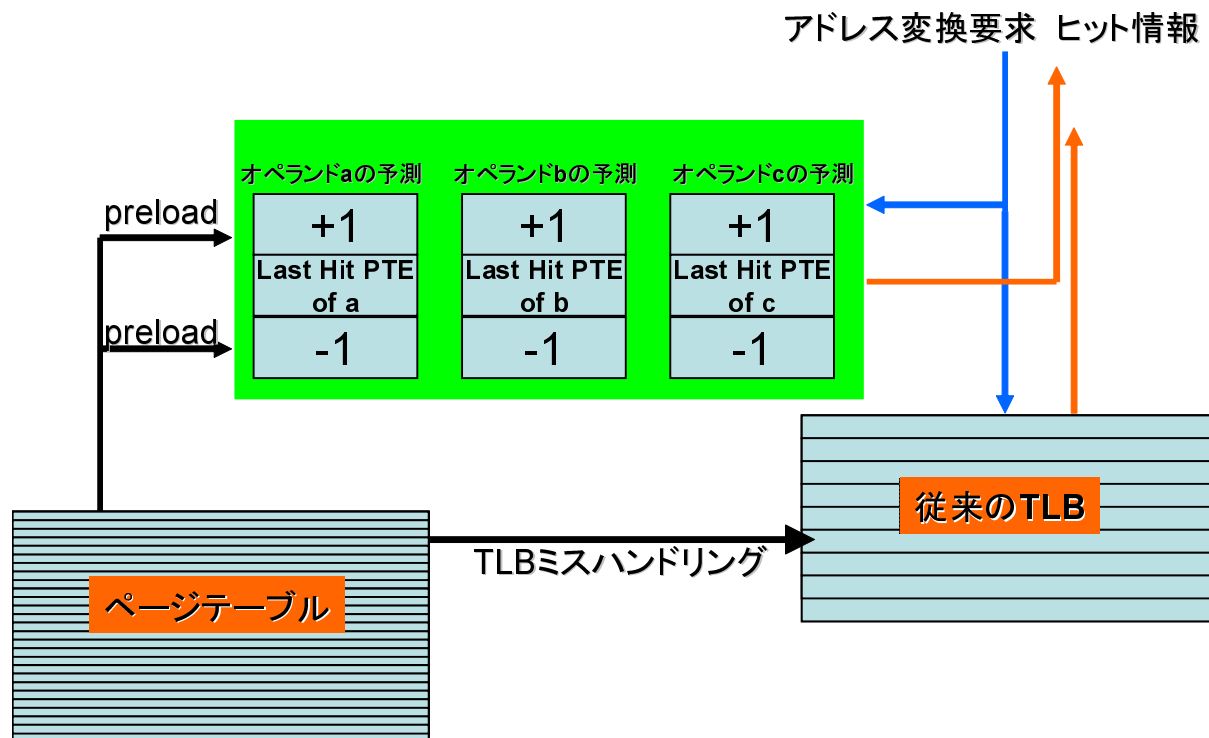 アドレス変換要求 ヒット情報
オペランドaの予測 オペランドbの予測 オペランドcの予測
preload
+1 +1 +1
Last Hit PTE of a
Last Hit PTE of b
Last Hit PTE of c
preload
-1 -1 -1
従来のTLB
TLBミスハンドリング
ページテーブル